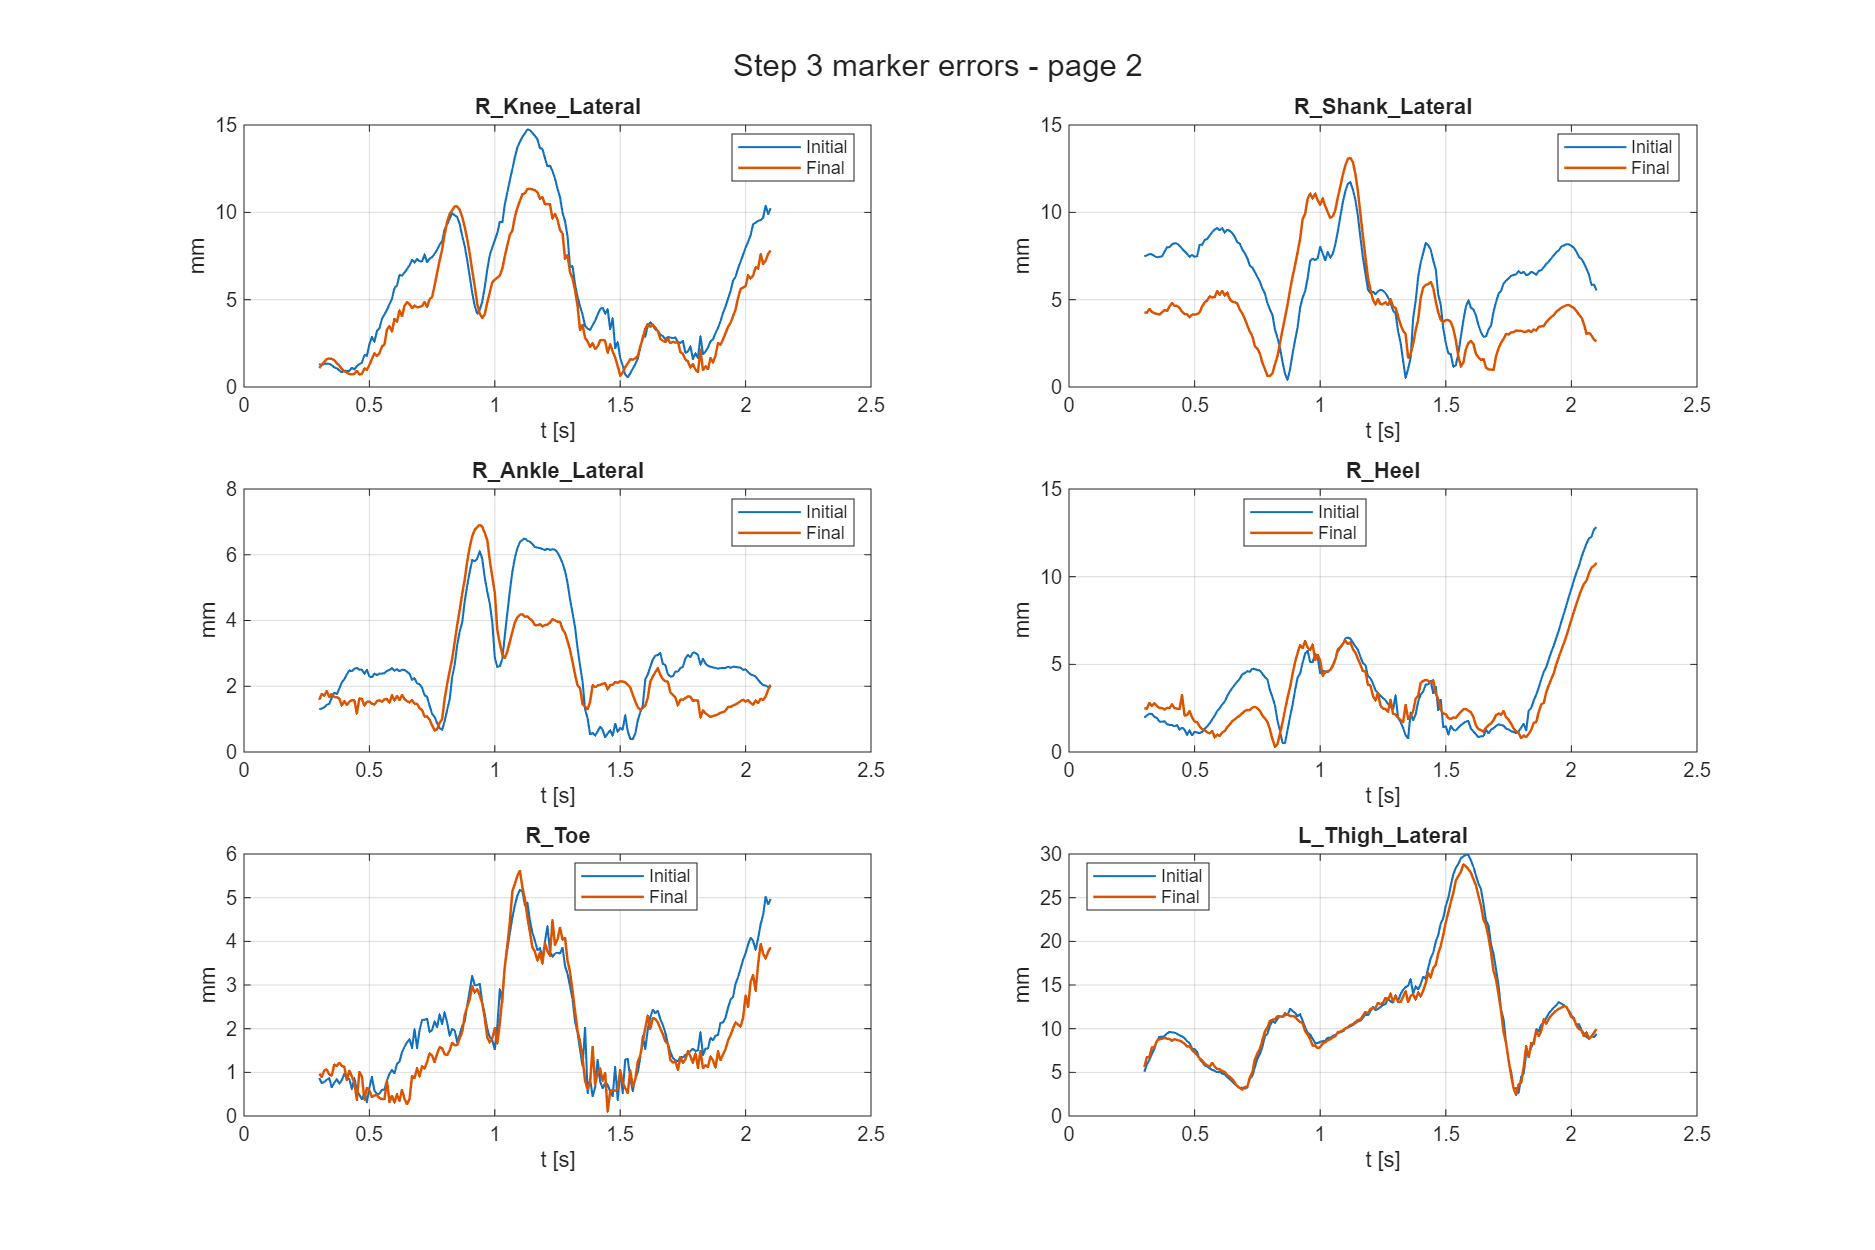 Step 3 marker errors - page 2
R_Knee_Lateral
15
10
5
0
mm
0 0.5 1 1.5 2 2.5
t [s]
Initial
Final
R_Shank_Lateral
15
10
5
0
mm
0 0.5 1 1.5 2 2.5
t [s]
Initial
Final
R_Ankle_Lateral
8
6
4
2
0
mm
0 0.5 1 1.5 2 2.5
t [s]
Initial
Final
R_Heel
15
10
5
0
mm
0 0.5 1 1.5 2 2.5
t [s]
Initial
Final
R_Toe
6
5
4
3
2
1
0
mm
0 0.5 1 1.5 2 2.5
t [s]
Initial
Final
L_Thigh_Lateral
30
25
20
15
10
5
0
mm
0 0.5 1 1.5 2 2.5
t [s]
Initial
Final